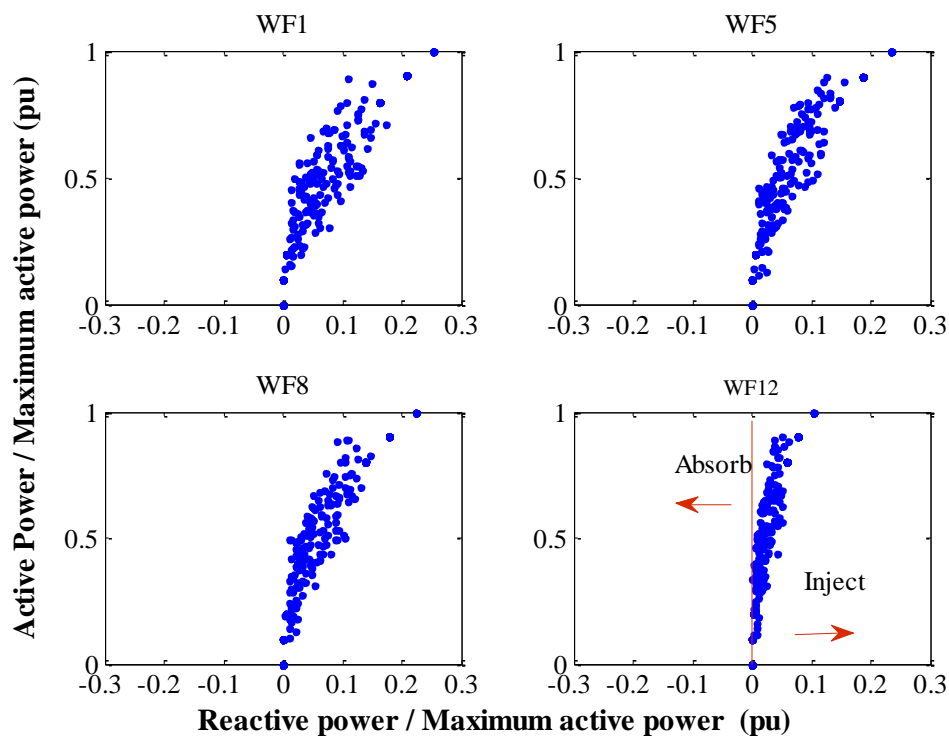 WF1
WF5
1
0.5
0
-0.3 -0.2 -0.1 0 0.1 0.2 0.3
1
0.5
0
-0.3 -0.2 -0.1 0 0.1 0.2 0.3
WF8
WF12
1
0.5
0
-0.3 -0.2 -0.1 0 0.1 0.2 0.3
1
0.5
0
-0.3 -0.2 -0.1 0 0.1 0.2 0.3
Absorb
Inject
Active Power / Maximum active power (pu)
Reactive power / Maximum active power (pu)